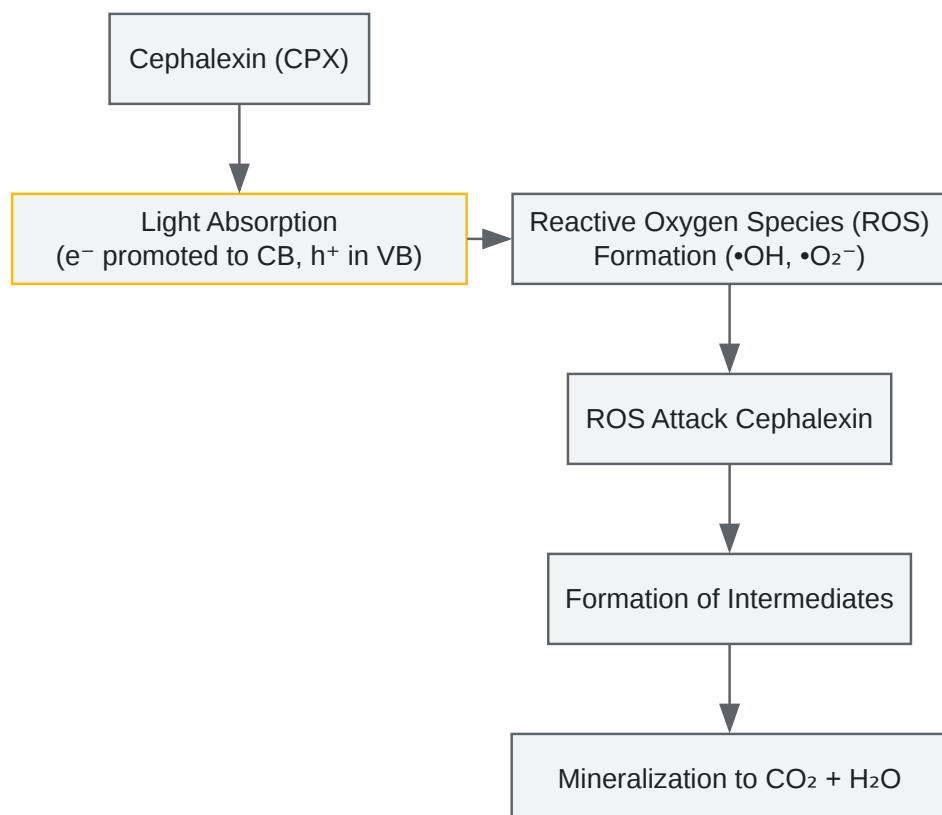 Cephalexin (CPX)
Light Absorption
(e⁻ promoted to CB, h⁺ in VB)
Reactive Oxygen Species (ROS)
Formation (•OH, •O₂⁻)
ROS Attack Cephalexin
Formation of Intermediates
Mineralization to CO₂ + H₂O